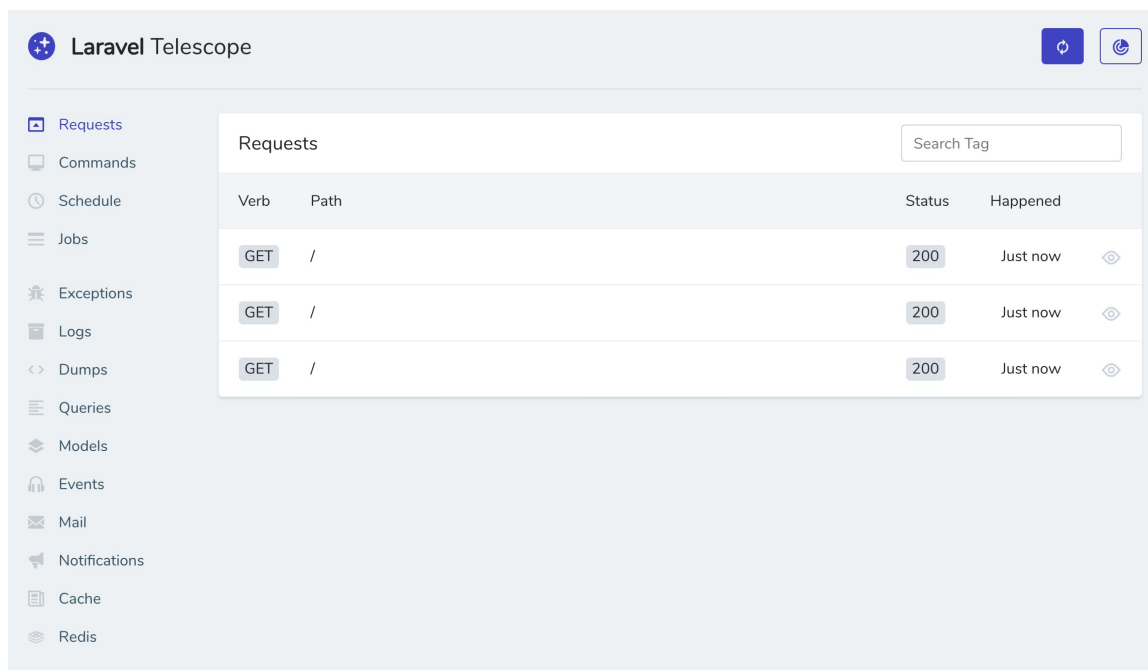 Laravel Telescope
Requests
Commands
Schedule
Jobs
Exceptions
Logs
Dumps
Queries
Models
Events
Mail
Notifications
Cache
Redis
Requests
Search Tag
Verb Path Status Happened
GET / 200 Just now
GET / 200 Just now
GET / 200 Just now